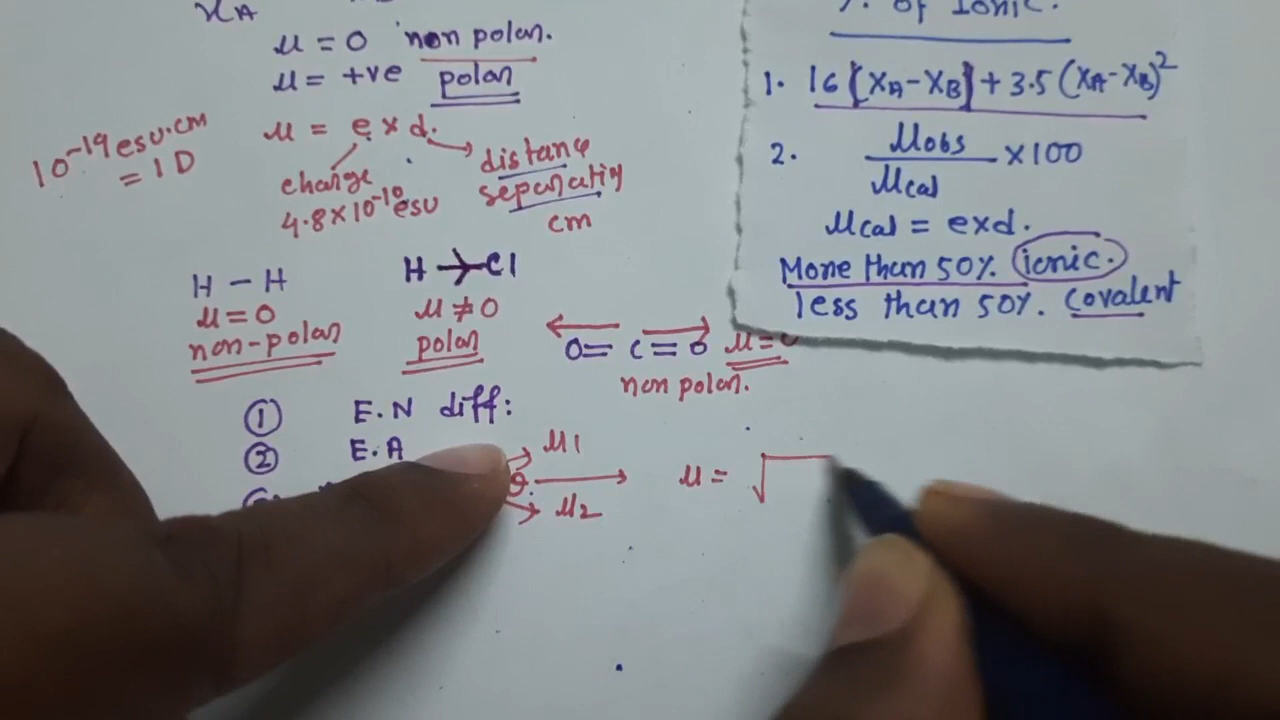 XA
μ = 0 non polar.
μ = +ve polar
10⁻¹⁹ esu.cm
= 1 D
μ = e x d.
charge
4.8 x 10⁻¹⁰ esu
distance
separating
cm
H - H
μ = 0
non-polar
H → Cl
μ ≠ 0
polar
O = C = O μ =
non polar.
① E.N diff:
② E.A
μ1
θ.
μ2
μ = √
% of Ionic.
1. 16 [XA - XB] + 3.5 (XA - XB)²
2. μobs / μcal x 100
μcal = exd.
More than 50%. ionic.
less than 50%. Covalent